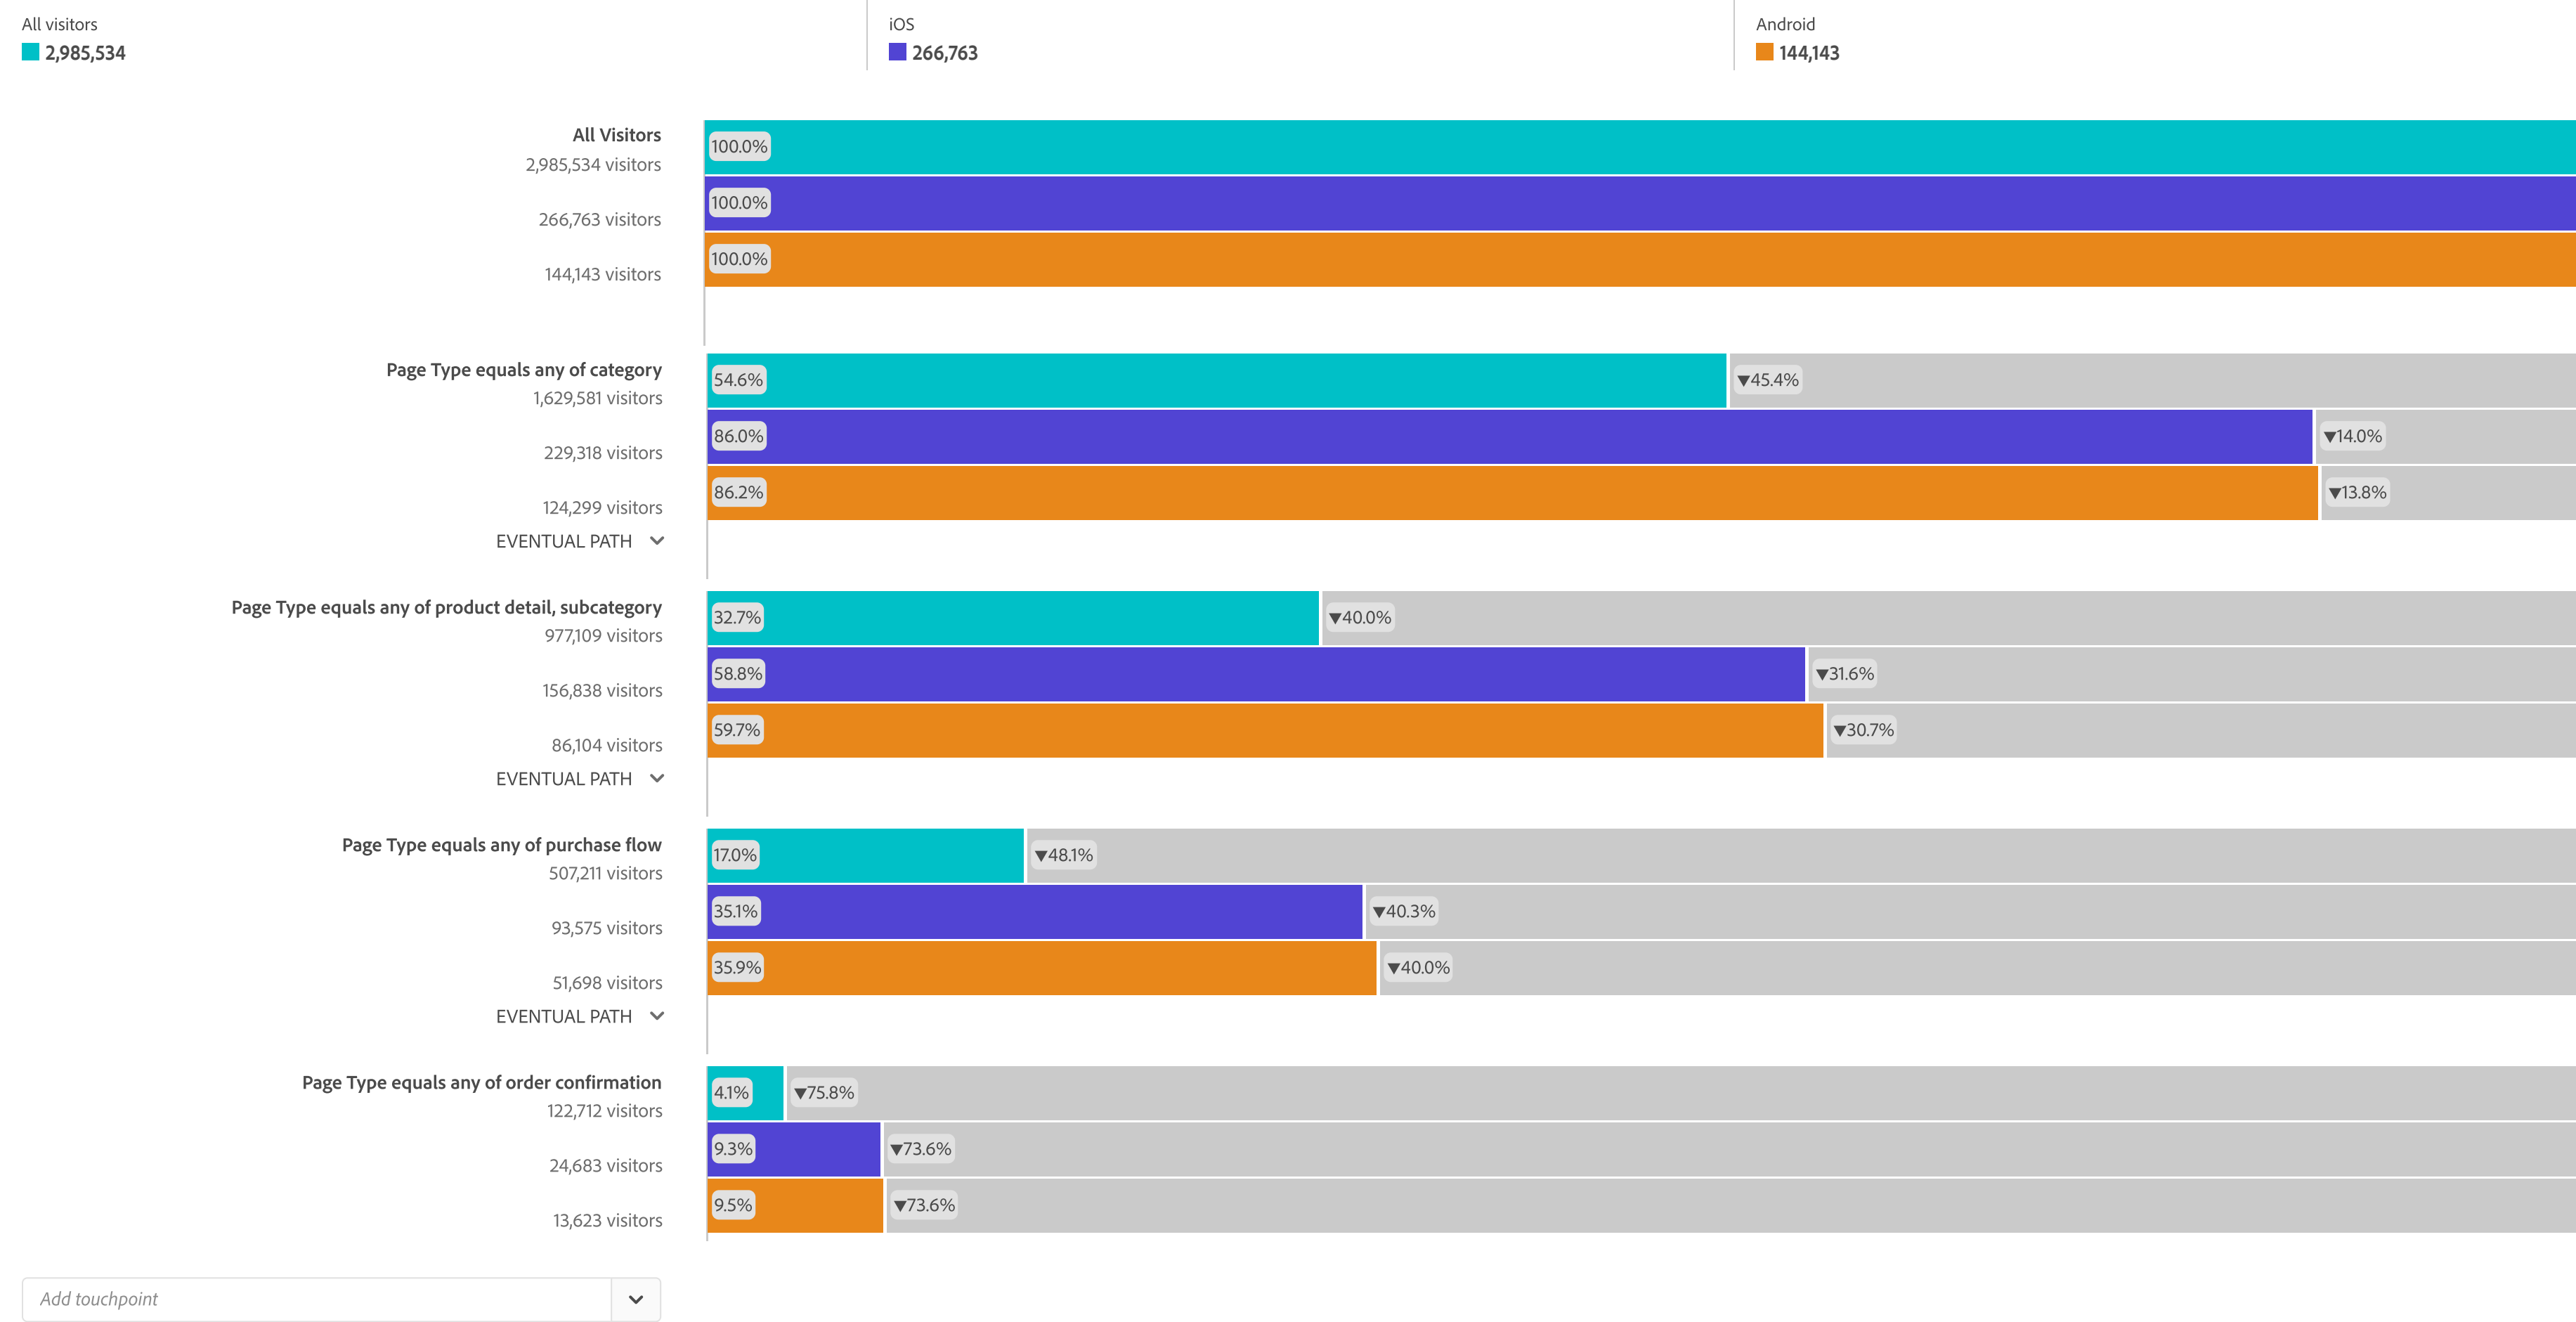 All visitors
2,985,534
iOS
266,763
Android
144,143
All Visitors
2,985,534 visitors
100.0%
266,763 visitors
100.0%
144,143 visitors
100.0%
Page Type equals any of category
1,629,581 visitors
54.6%
▼45.4%
229,318 visitors
86.0%
▼14.0%
124,299 visitors
86.2%
▼13.8%
EVENTUAL PATH
Page Type equals any of product detail, subcategory
977,109 visitors
32.7%
▼40.0%
156,838 visitors
58.8%
▼31.6%
86,104 visitors
59.7%
▼30.7%
EVENTUAL PATH
Page Type equals any of purchase flow
507,211 visitors
17.0%
▼48.1%
93,575 visitors
35.1%
▼40.3%
51,698 visitors
35.9%
▼40.0%
EVENTUAL PATH
Page Type equals any of order confirmation
122,712 visitors
4.1%
▼75.8%
24,683 visitors
9.3%
▼73.6%
13,623 visitors
9.5%
▼73.6%
Add touchpoint